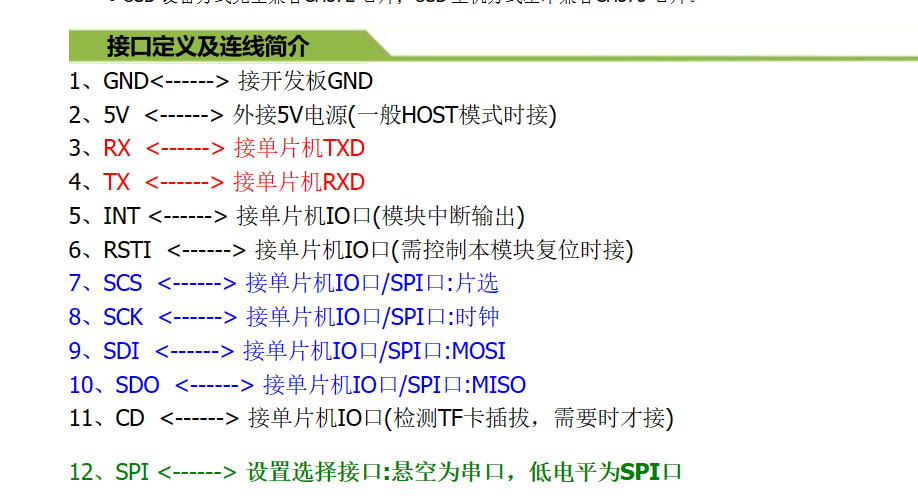 接口定义及连线简介
1、GND<------> 接开发板GND
2、5V <------> 外接5V电源(一般HOST模式时接)
3、RX <------> 接单片机TXD
4、TX <------> 接单片机RXD
5、INT <------> 接单片机IO口(模块中断输出)
6、RSTI <------> 接单片机IO口(需控制本模块复位时接)
7、SCS <------> 接单片机IO口/SPI口:片选
8、SCK <------> 接单片机IO口/SPI口:时钟
9、SDI <------> 接单片机IO口/SPI口:MOSI
10、SDO <------> 接单片机IO口/SPI口:MISO
11、CD <------> 接单片机IO口(检测TF卡插拔，需要时才接)
12、SPI <------> 设置选择接口:悬空为串口，低电平为SPI口